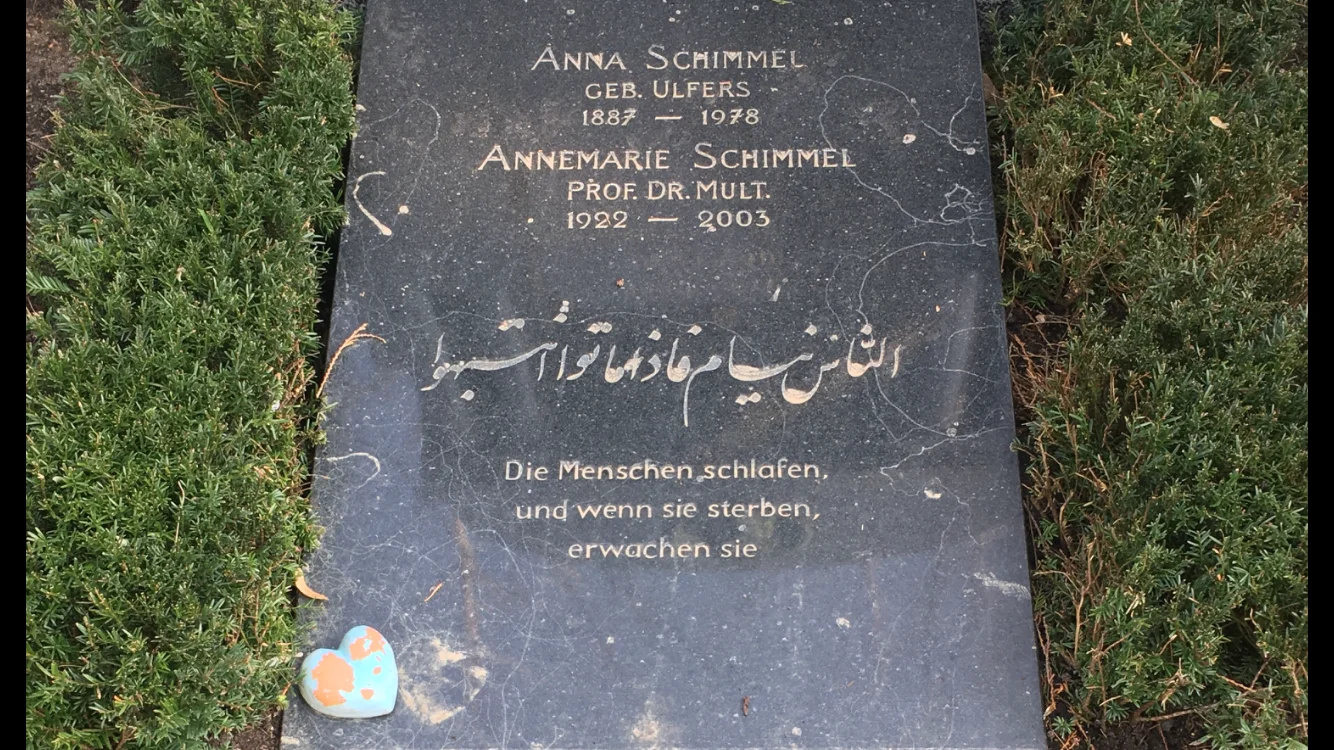 ANNA SCHIMMEL
GEB. ULFERS
1887 — 1978
ANNEMARIE SCHIMMEL
PROF. DR. MULT.
1922 — 2003
الناس نيام فاذا ماتوا انتبهوا
Die Menschen schlafen,
und wenn sie sterben,
erwachen sie